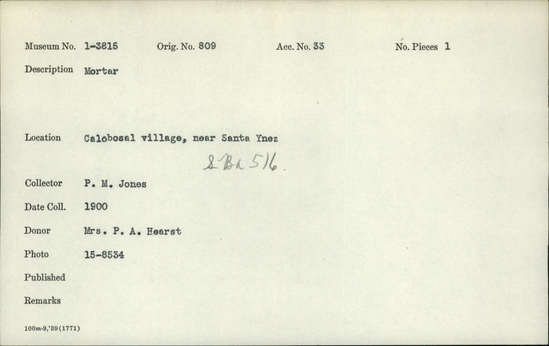 Museum No. 1-3815 Orig. No. 809 Acc. No. 33 No. Pieces 1
Description Mortar
Location Calobosal village, near Santa Ynez
SBa 516
Collector P. M. Jones
Date Coll. 1900
Donor Mrs. P. A. Hearst
Photo 15-8534
Published
Remarks
100m-9,'39(1771)